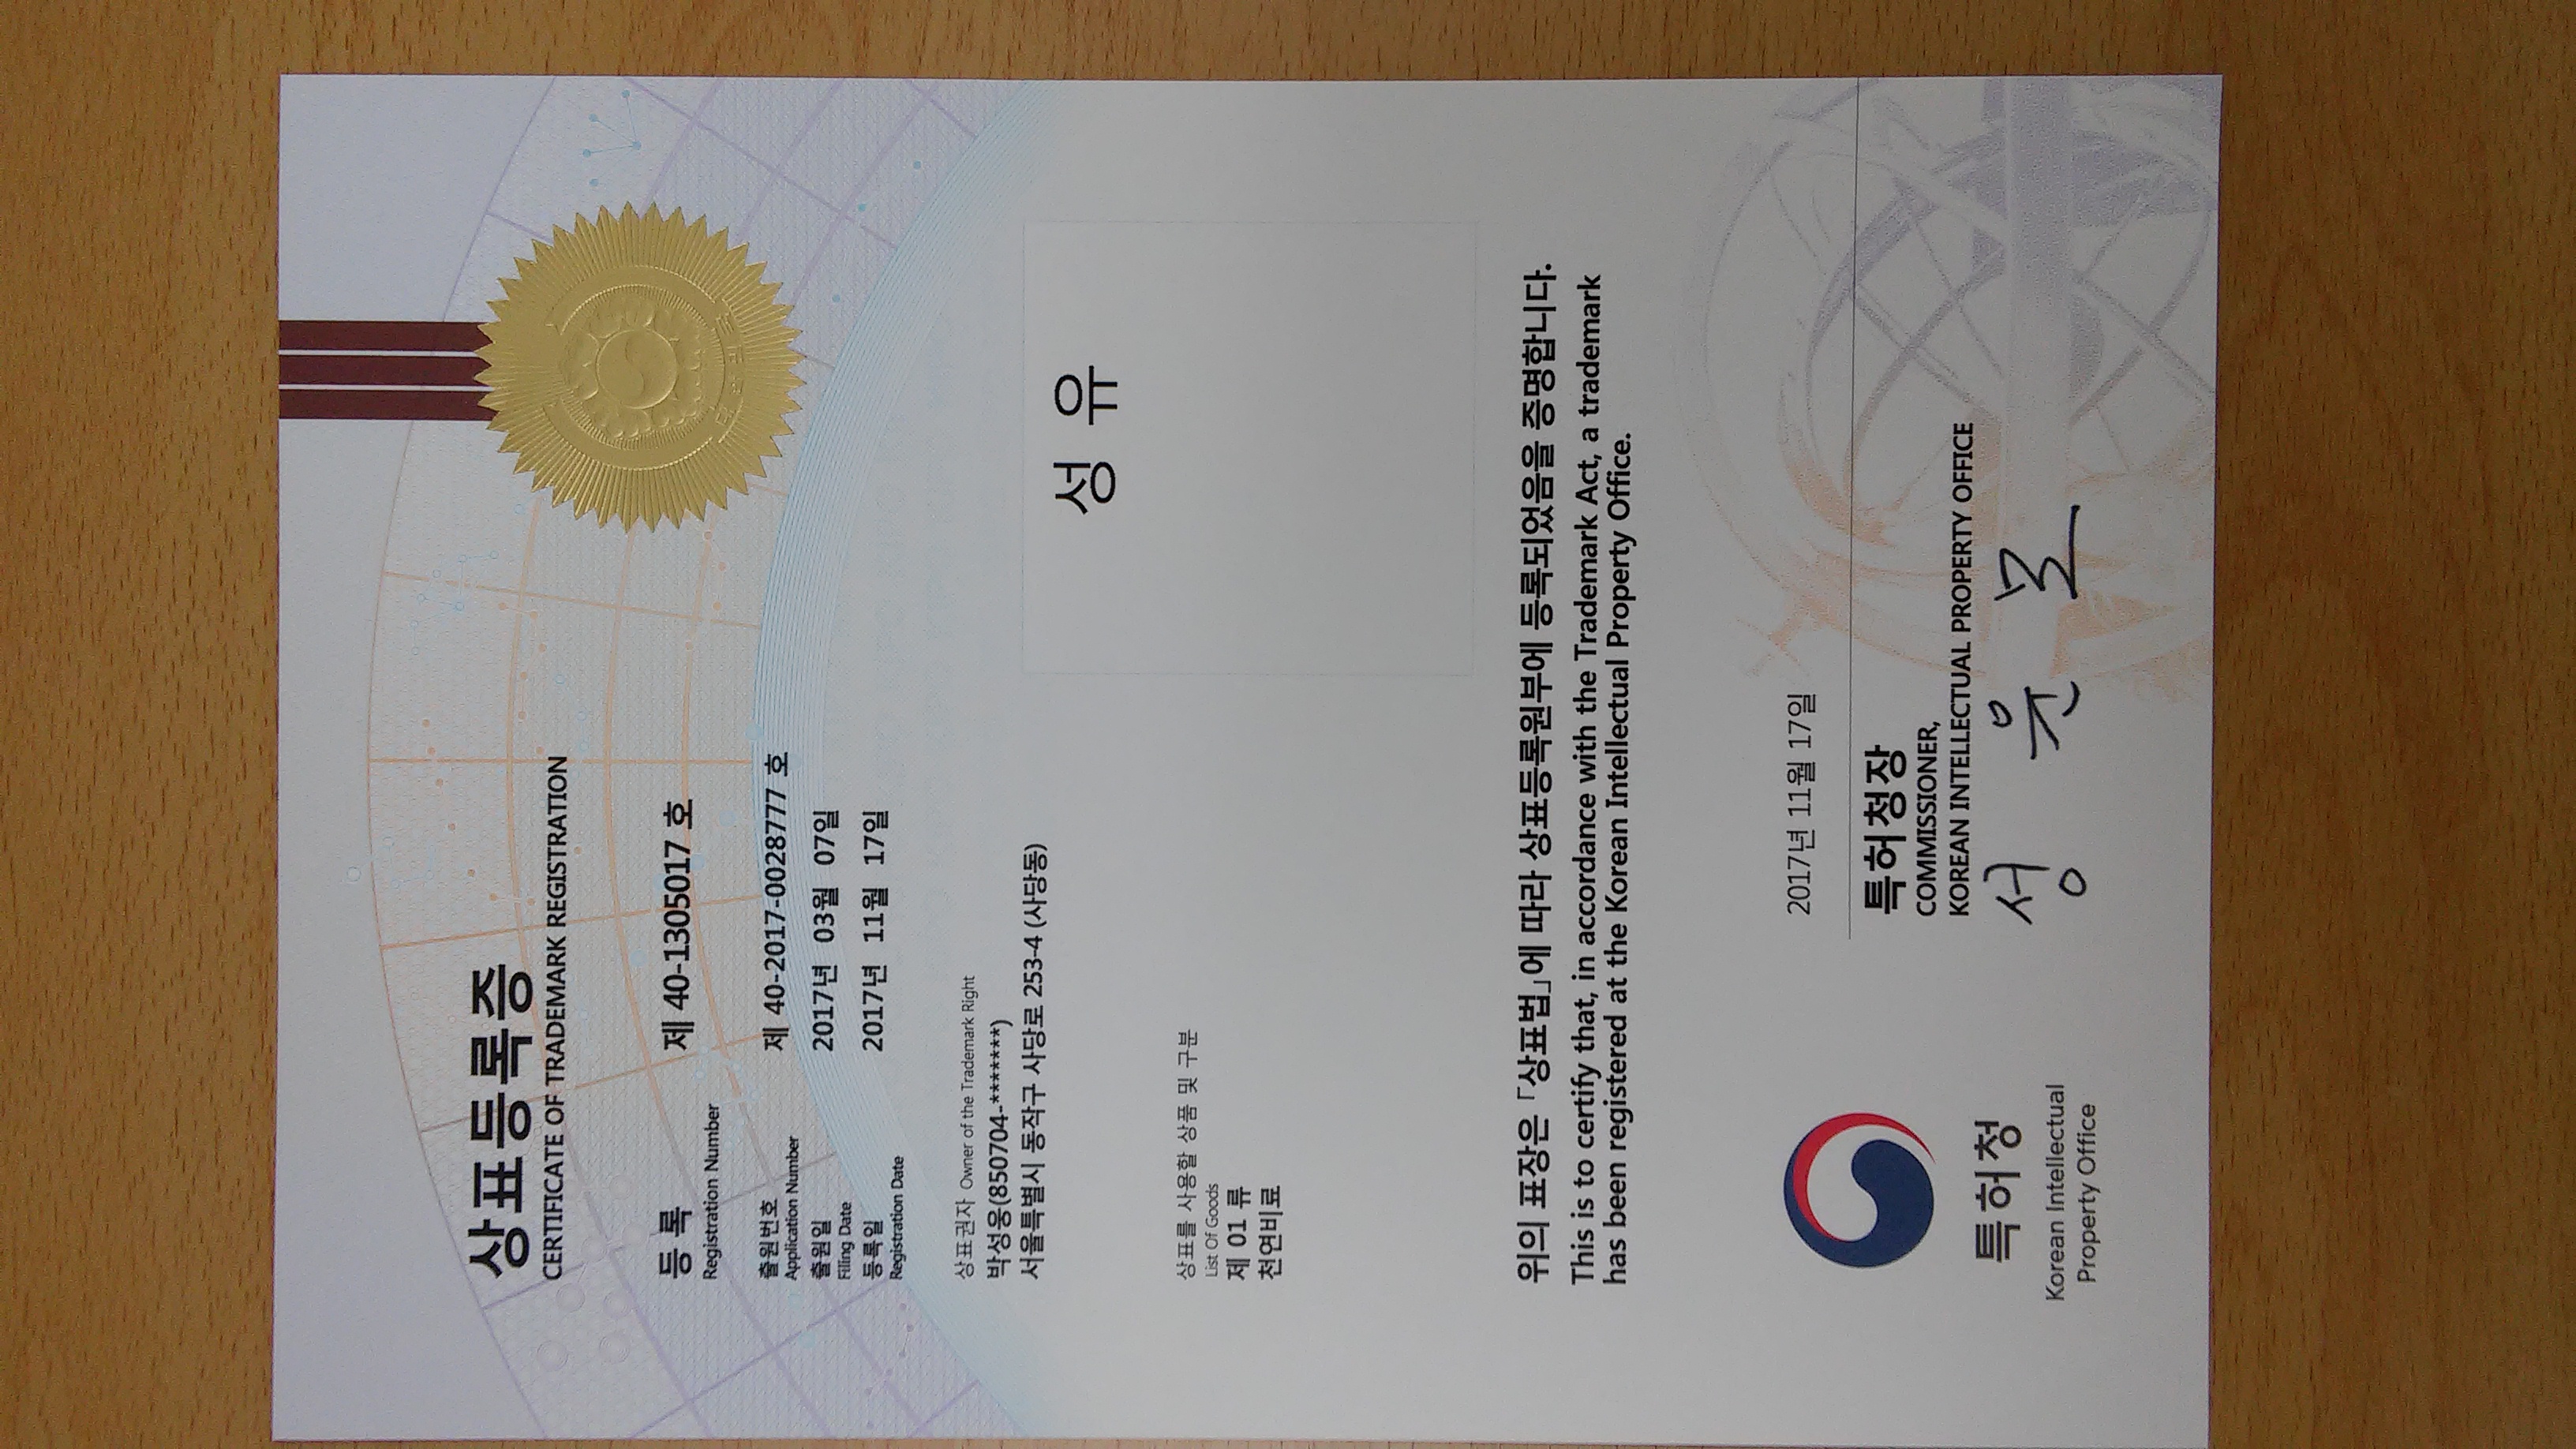 상표등록증
CERTIFICATE OF TRADEMARK REGISTRATION
등 록 제 40-1305017 호
Registration Number
출원번호 제 40-2017-0028777 호
Application Number
출원일 2017년 03월 07일
Filing Date
등록일 2017년 11월 17일
Registration Date
상표권자 Owner of the Trademark Right
박성웅(850704-*******)
서울특별시 동작구 사당로 253-4 (사당동)
성 유
상표를 사용할 상품 및 구분
List Of Goods
제 01 류
천연비료
위의 표장은 「상표법」에 따라 상표등록원부에 등록되었음을 증명합니다.
This is to certify that, in accordance with the Trademark Act, a trademark
has been registered at the Korean Intellectual Property Office.
2017년 11월 17일
특허청장
COMMISSIONER,
KOREAN INTELLECTUAL PROPERTY OFFICE
성 윤 모
특허청
Korean Intellectual
Property Office